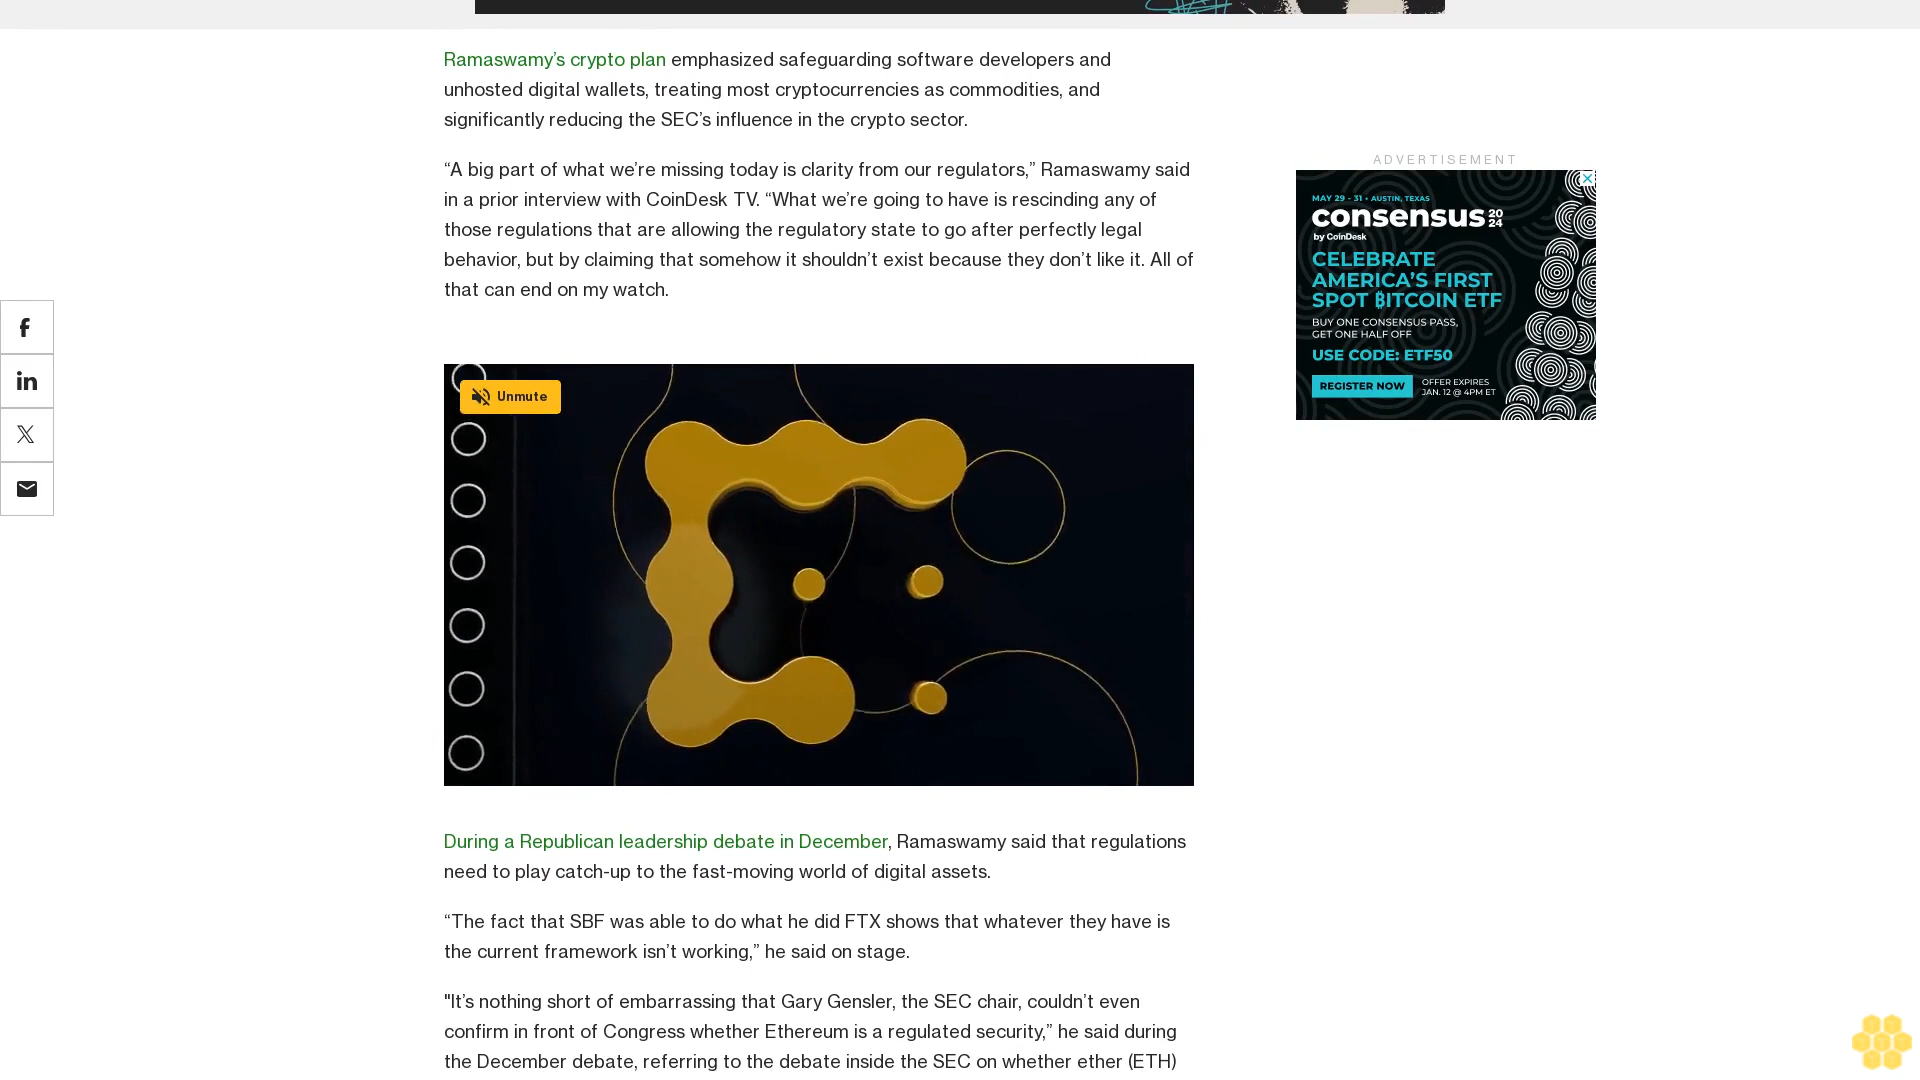 Ramaswamy’s crypto plan emphasized safeguarding software developers and
unhosted digital wallets, treating most cryptocurrencies as commodities, and
significantly reducing the SEC’s influence in the crypto sector.
“A big part of what we’re missing today is clarity from our regulators,” Ramaswamy said
in a prior interview with CoinDesk TV. “What we’re going to have is rescinding any of
those regulations that are allowing the regulatory state to go after perfectly legal
behavior, but by claiming that somehow it shouldn’t exist because they don’t like it. All of
that can end on my watch.
Unmute
During a Republican leadership debate in December, Ramaswamy said that regulations
need to play catch-up to the fast-moving world of digital assets.
“The fact that SBF was able to do what he did FTX shows that whatever they have is
the current framework isn’t working,” he said on stage.
"It’s nothing short of embarrassing that Gary Gensler, the SEC chair, couldn’t even
confirm in front of Congress whether Ethereum is a regulated security,” he said during
the December debate, referring to the debate inside the SEC on whether ether (ETH)
ADVERTISEMENT
MAY 29 - 31 • AUSTIN, TEXAS
consensus 2024
by CoinDesk
CELEBRATE
AMERICA’S FIRST
SPOT ₿ITCOIN ETF
BUY ONE CONSENSUS PASS,
GET ONE HALF OFF
USE CODE: ETF50
REGISTER NOW
OFFER EXPIRES
JAN. 12 @ 4PM ET